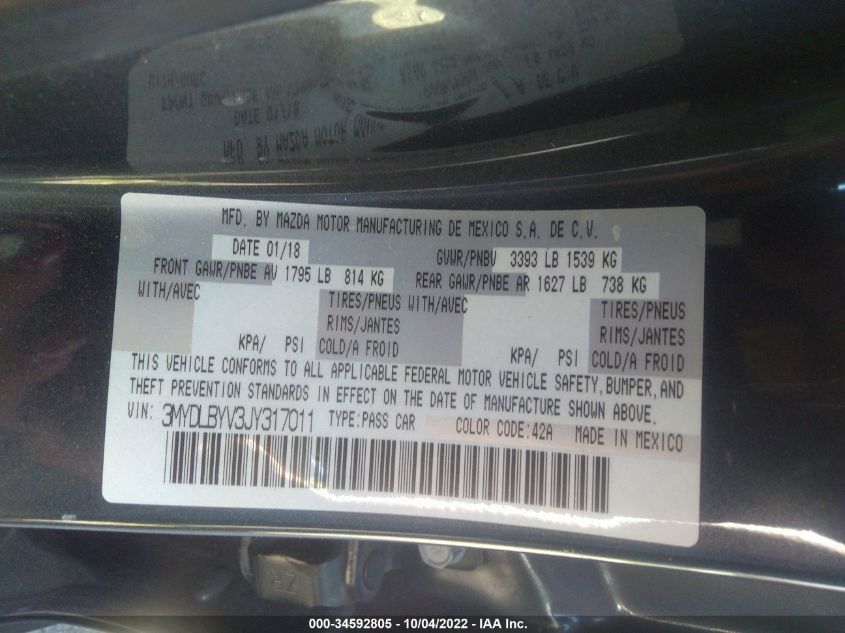 MFD. BY MAZDA MOTOR MANUFACTURING DE MEXICO S.A. DE C.V.
DATE 01/18 GVWR/PNBV 3393 LB 1539 KG
FRONT GAWR/PNBE AV 1795 LB 814 KG REAR GAWR/PNBE AR 1627 LB 738 KG
WITH/AVEC TIRES/PNEUS WITH/AVEC TIRES/PNEUS
RIMS/JANTES RIMS/JANTES
KPA/ PSI COLD/A FROID KPA/ PSI COLD/A FROID
THIS VEHICLE CONFORMS TO ALL APPLICABLE FEDERAL MOTOR VEHICLE SAFETY, BUMPER, AND
THEFT PREVENTION STANDARDS IN EFFECT ON THE DATE OF MANUFACTURE SHOWN ABOVE.
VIN: 3MYDLBYV3JY317011 TYPE:PASS CAR COLOR CODE:42A MADE IN MEXICO
000-34592805 - 10/04/2022 - IAA Inc.